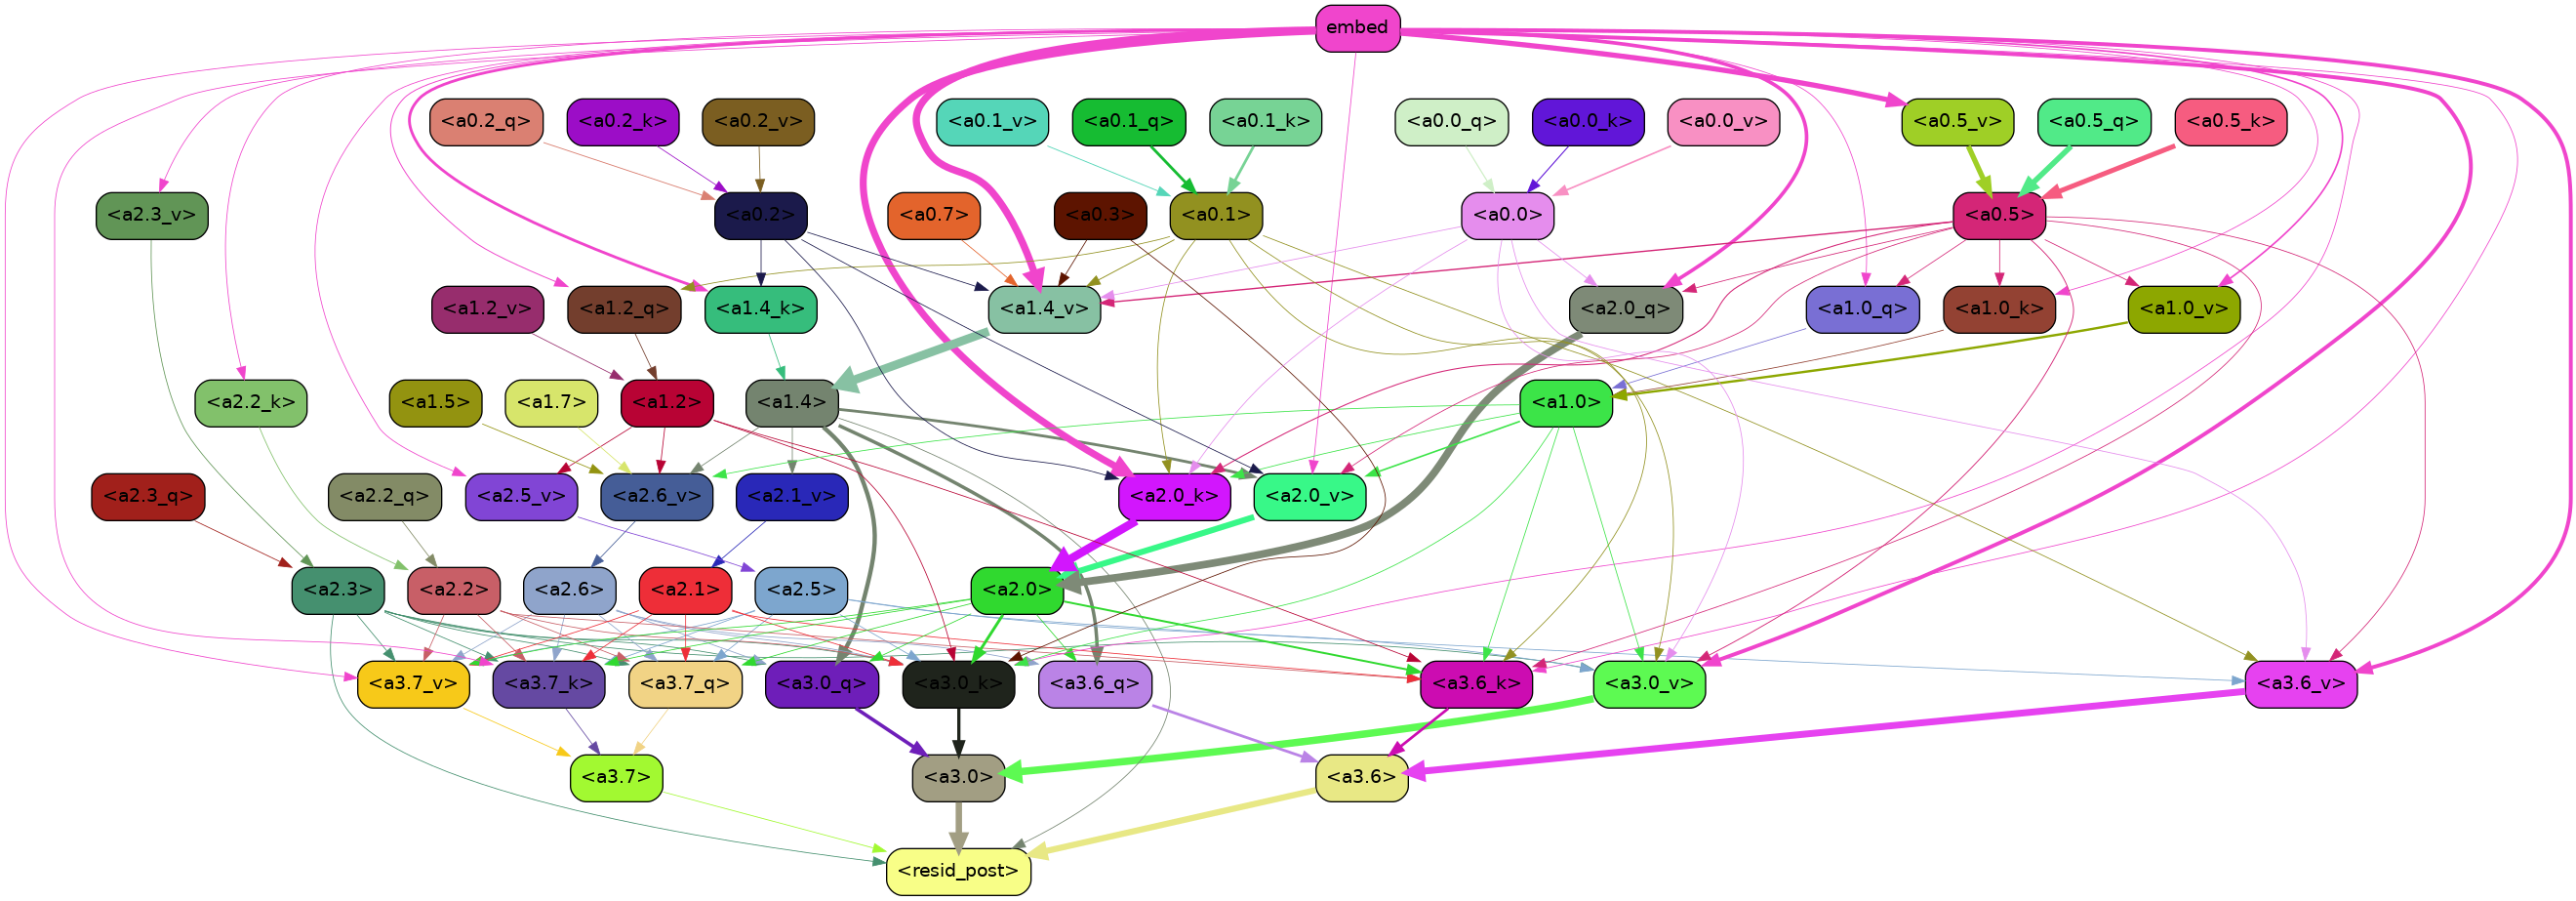 embed
<a0.2_q>
<a0.2_k>
<a0.2_v>
<a0.1_v>
<a0.1_q>
<a0.1_k>
<a0.0_q>
<a0.0_k>
<a0.0_v>
<a0.5_v>
<a0.5_q>
<a0.5_k>
<a2.3_v>
<a0.2>
<a0.7>
<a0.3>
<a0.1>
<a0.0>
<a0.5>
<a1.2_v>
<a1.2_q>
<a1.4_k>
<a1.4_v>
<a2.0_q>
<a1.0_q>
<a1.0_k>
<a1.0_v>
<a2.2_k>
<a1.5>
<a1.7>
<a1.2>
<a1.4>
<a1.0>
<a2.3_q>
<a2.2_q>
<a2.5_v>
<a2.6_v>
<a2.1_v>
<a2.0_k>
<a2.0_v>
<a2.3>
<a2.2>
<a2.6>
<a2.1>
<a2.5>
<a2.0>
<a3.7_v>
<a3.7_k>
<a3.7_q>
<a3.0_q>
<a3.0_k>
<a3.6_q>
<a3.6_k>
<a3.0_v>
<a3.6_v>
<a3.7>
<a3.0>
<a3.6>
<resid_post>